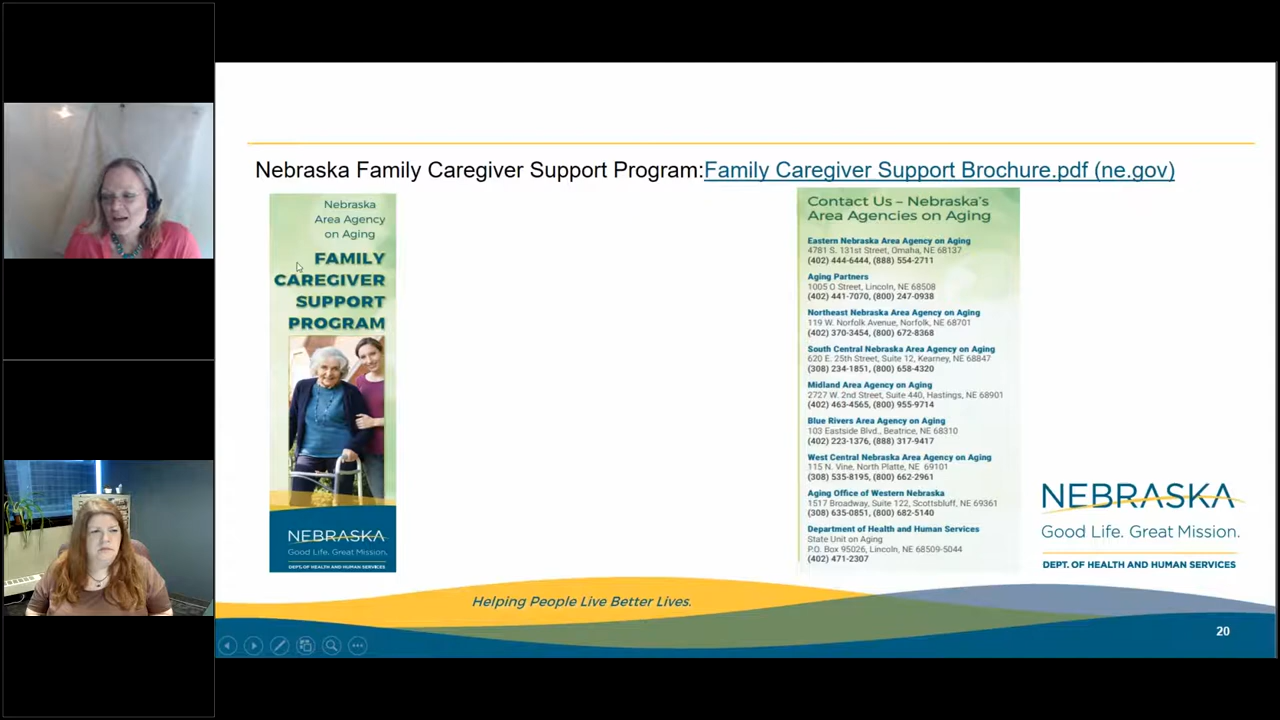 Nebraska Family Caregiver Support Program:Family Caregiver Support Brochure.pdf (ne.gov)
Nebraska
Area Agency
on Aging
FAMILY
CAREGIVER
SUPPORT
PROGRAM
NEBRASKA
Good Life. Great Mission.
DEPT. OF HEALTH AND HUMAN SERVICES
Contact Us – Nebraska's
Area Agencies on Aging
Eastern Nebraska Area Agency on Aging
4781 S. 131st Street, Omaha, NE 68137
(402) 444-6444, (888) 554-2711
Aging Partners
1005 O Street, Lincoln, NE 68508
(402) 441-7070, (800) 247-0938
Northeast Nebraska Area Agency on Aging
119 W. Norfolk Avenue, Norfolk, NE 68701
(402) 370-3454, (800) 672-8368
South Central Nebraska Area Agency on Aging
620 E. 25th Street, Suite 12, Kearney, NE 68847
(308) 234-1851, (800) 658-4320
Midland Area Agency on Aging
2727 W. 2nd Street, Suite 440, Hastings, NE 68901
(402) 463-4565, (800) 955-9714
Blue Rivers Area Agency on Aging
103 Eastside Blvd., Beatrice, NE 68310
(402) 223-1376, (888) 317-9417
West Central Nebraska Area Agency on Aging
115 N. Vine, North Platte, NE 69101
(308) 535-8195, (800) 662-2961
Aging Office of Western Nebraska
1517 Broadway, Suite 122, Scottsbluff, NE 69361
(308) 635-0851, (800) 682-5140
Department of Health and Human Services
State Unit on Aging
P.O. Box 95026, Lincoln, NE 68509-5044
(402) 471-2307
NEBRASKA
Good Life. Great Mission.
DEPT. OF HEALTH AND HUMAN SERVICES
Helping People Live Better Lives.
20